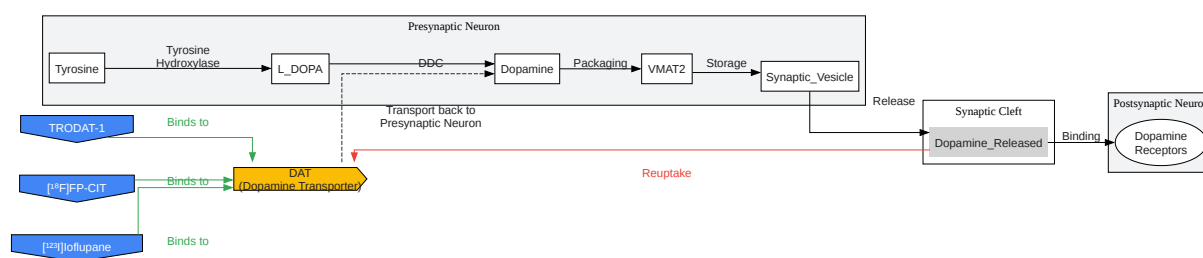 Presynaptic Neuron
Tyrosine
Tyrosine
Hydroxylase
L_DOPA
DDC
Dopamine
Packaging
VMAT2
Storage
Synaptic_Vesicle
Release
Synaptic Cleft
Dopamine_Released
Binding
Postsynaptic Neuro
Dopamine
Receptors
Transport back to
Presynaptic Neuron
TRODAT-1
Binds to
DAT
(Dopamine Transporter)
Reuptake
[¹⁸F]FP-CIT
Binds to
[¹²³I]Ioflupane
Binds to